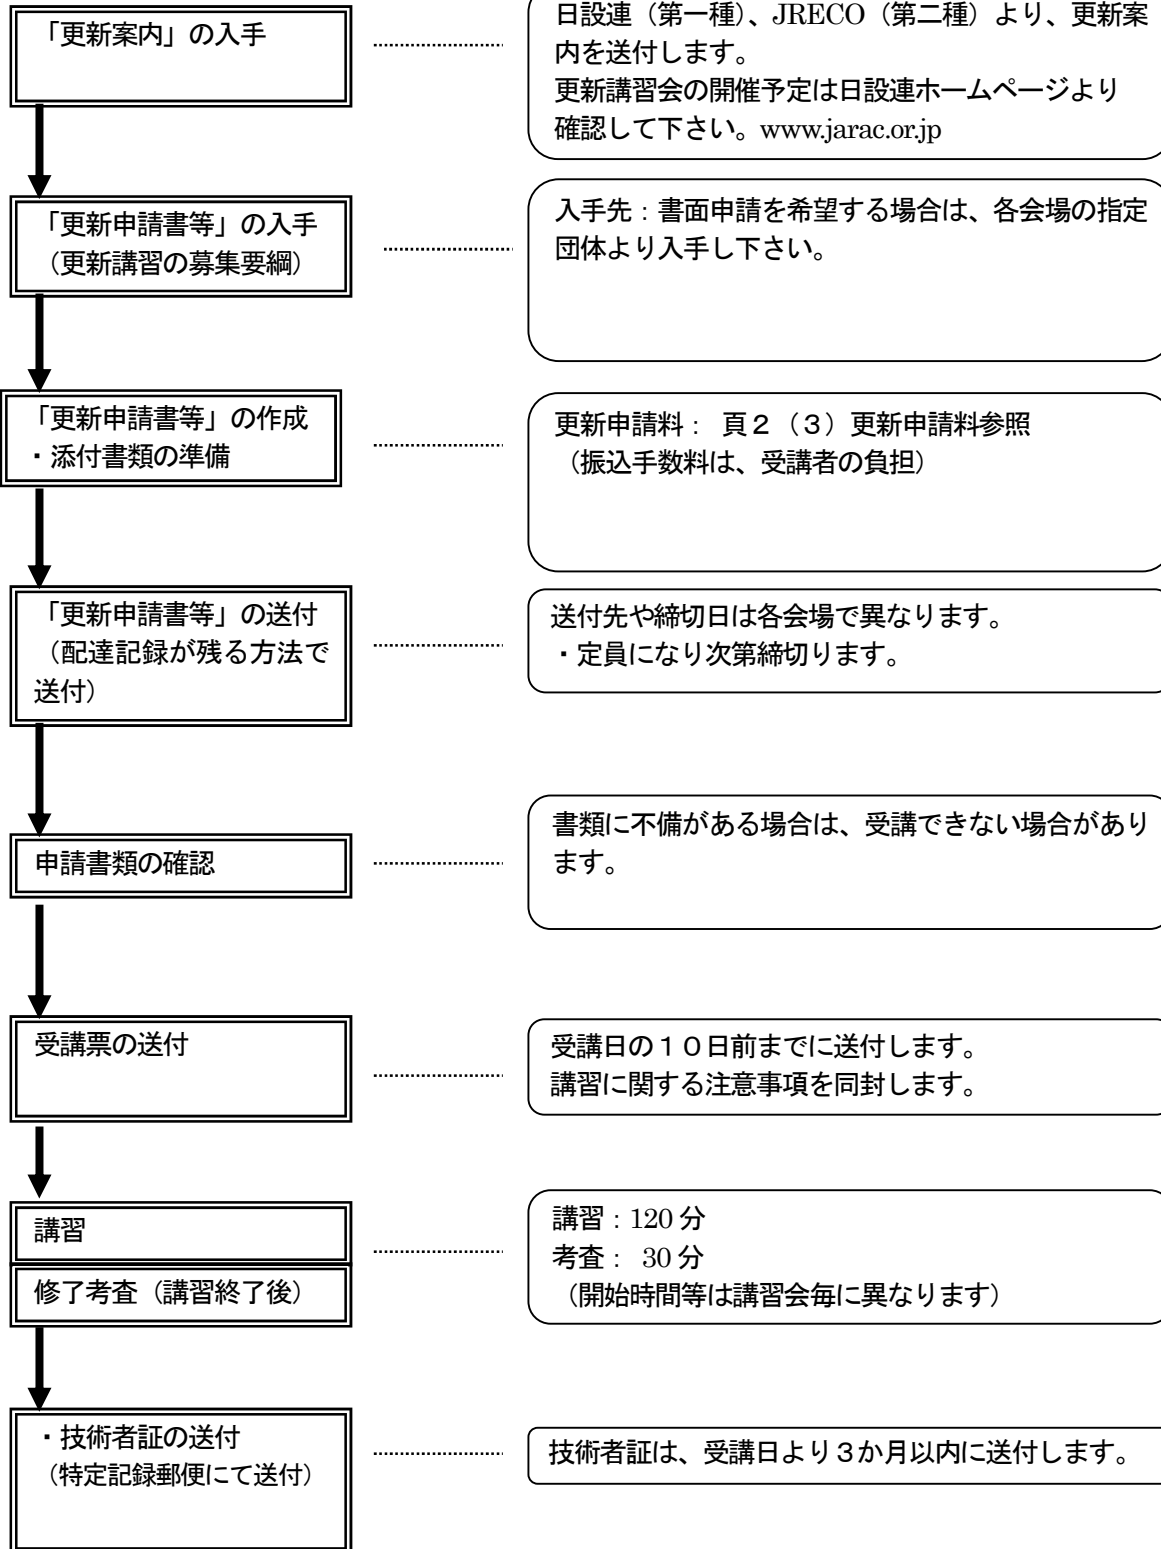 「更新案内」の入手
日設連（第一種）、JRECO（第二種）より、更新案
内を送付します。
更新講習会の開催予定は日設連ホームページより
確認して下さい。www.jarac.or.jp
「更新申請書等」の入手
（更新講習の募集要綱）
入手先：書面申請を希望する場合は、各会場の指定
団体より入手し下さい。
「更新申請書等」の作成
・添付書類の準備
更新申請料： 頁２（３）更新申請料参照
（振込手数料は、受講者の負担）
「更新申請書等」の送付
（配達記録が残る方法で
送付）
送付先や締切日は各会場で異なります。
・定員になり次第締切ります。
申請書類の確認
書類に不備がある場合は、受講できない場合があり
ます。
受講票の送付
受講日の１０日前までに送付します。
講習に関する注意事項を同封します。
講習
修了考査（講習終了後）
講習：120 分
考査： 30 分
（開始時間等は講習会毎に異なります）
・技術者証の送付
（特定記録郵便にて送付）
技術者証は、受講日より３か月以内に送付します。